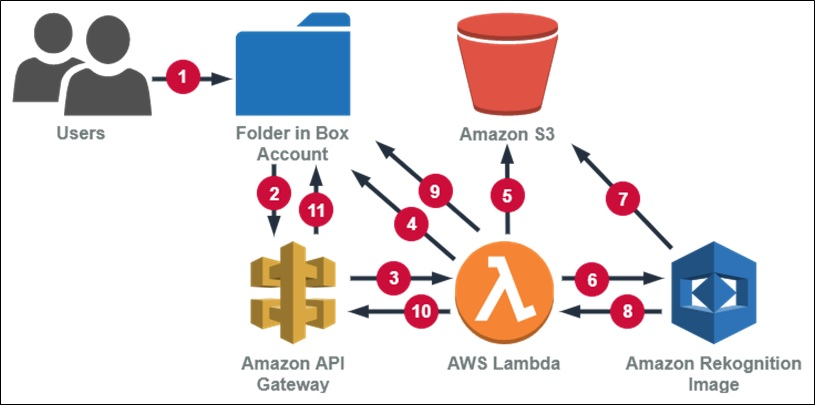 1
Users
Folder in Box
Account
Amazon S3
2
11
9
4
5
7
3
10
6
8
Amazon API
Gateway
AWS Lambda
Amazon Rekognition
Image